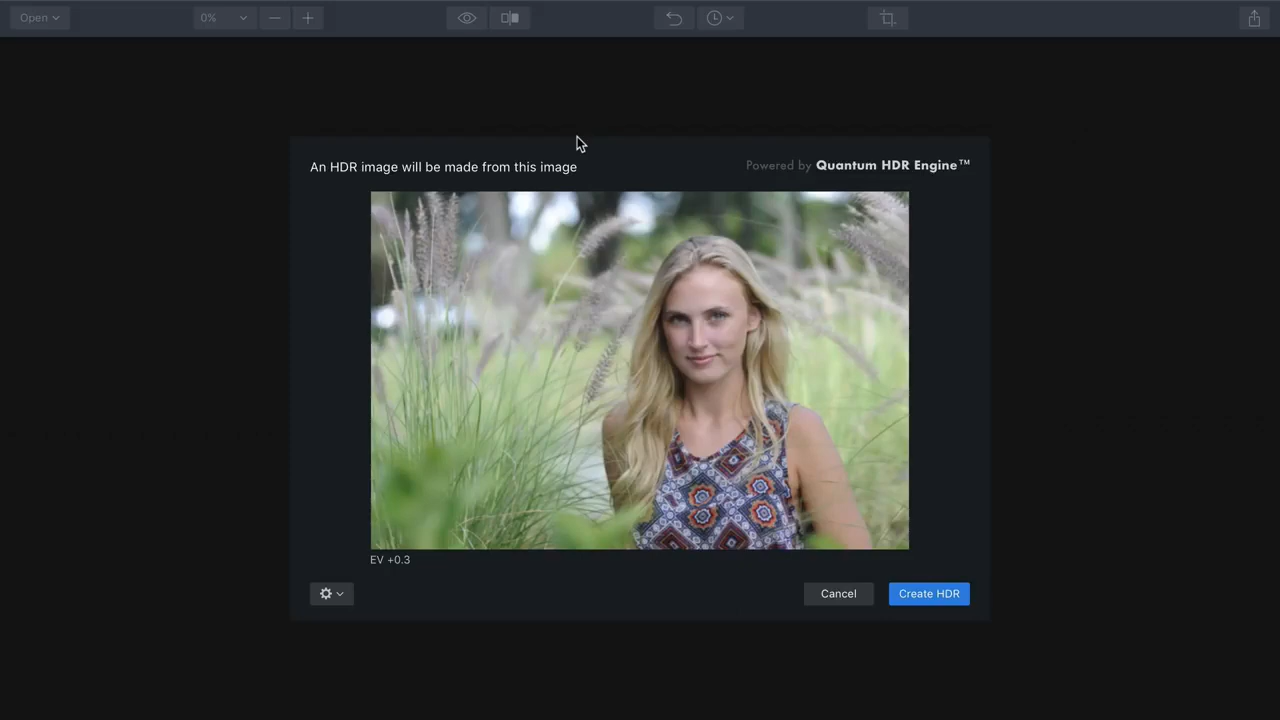 Open
0%
An HDR image will be made from this image
Powered by Quantum HDR Engine™
EV +0.3
Cancel
Create HDR